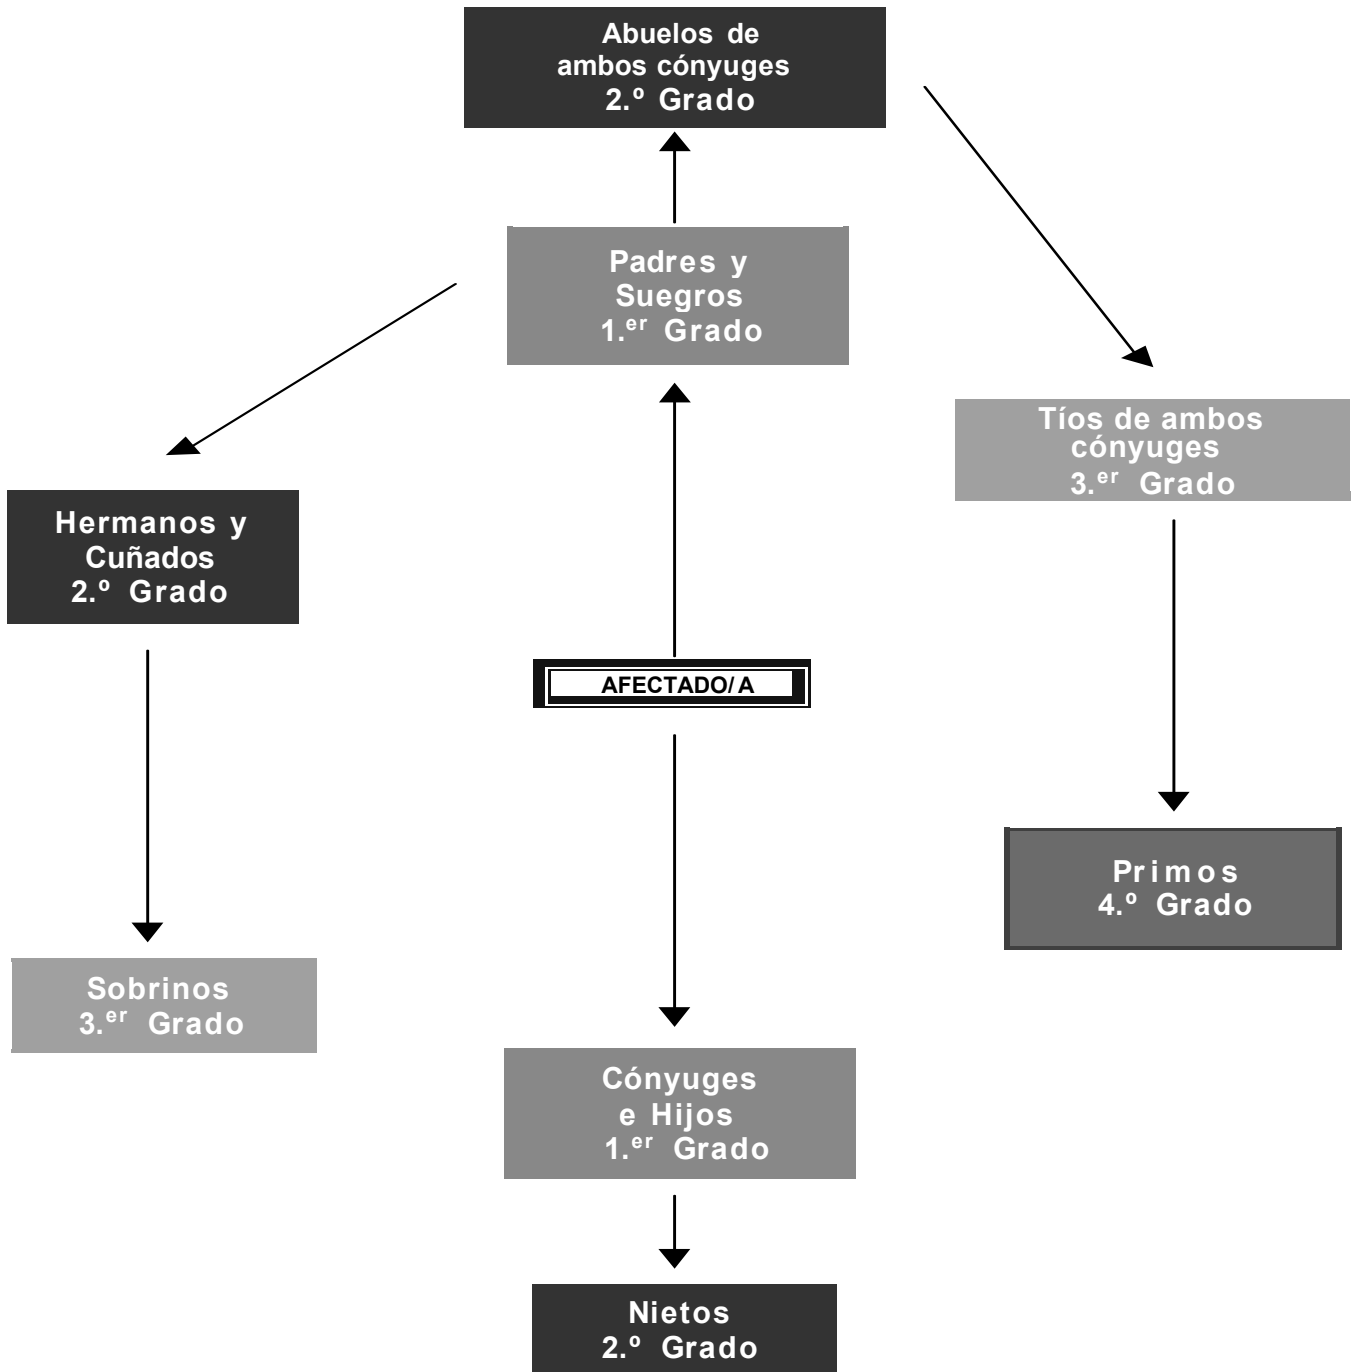 Abuelos de
ambos cónyuges
2.º Grado
Padres y
Suegros
1.er Grado
Tíos de ambos
cónyuges
3.er Grado
Hermanos y
Cuñados
2.º Grado
AFECTADO/A
Primos
4.º Grado
Sobrinos
3.er Grado
Cónyuges
e Hijos
1.er Grado
Nietos
2.º Grado